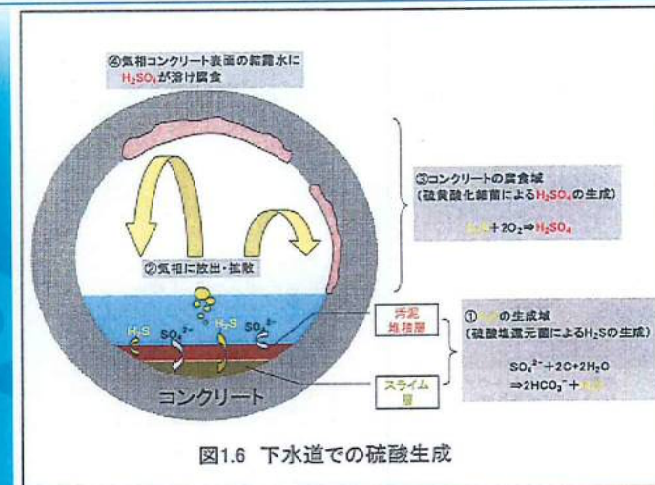 ④気相コンクリート表面の結露水に
H₂SO₄が溶け腐食
③コンクリートの腐食域
(硫黄酸化細菌によるH₂SO₄の生成)
H₂S+2O₂⇒H₂SO₄
②気相に放出・拡散
H₂S
SO₄²⁻
H₂S
SO₄²⁻
汚泥
堆積層
①H₂Sの生成域
(硫酸塩還元菌によるH₂Sの生成)
SO₄²⁻+2C+2H₂O
⇒2HCO₃⁻+H₂S
スライム
層
コンクリート
図1.6 下水道での硫酸生成